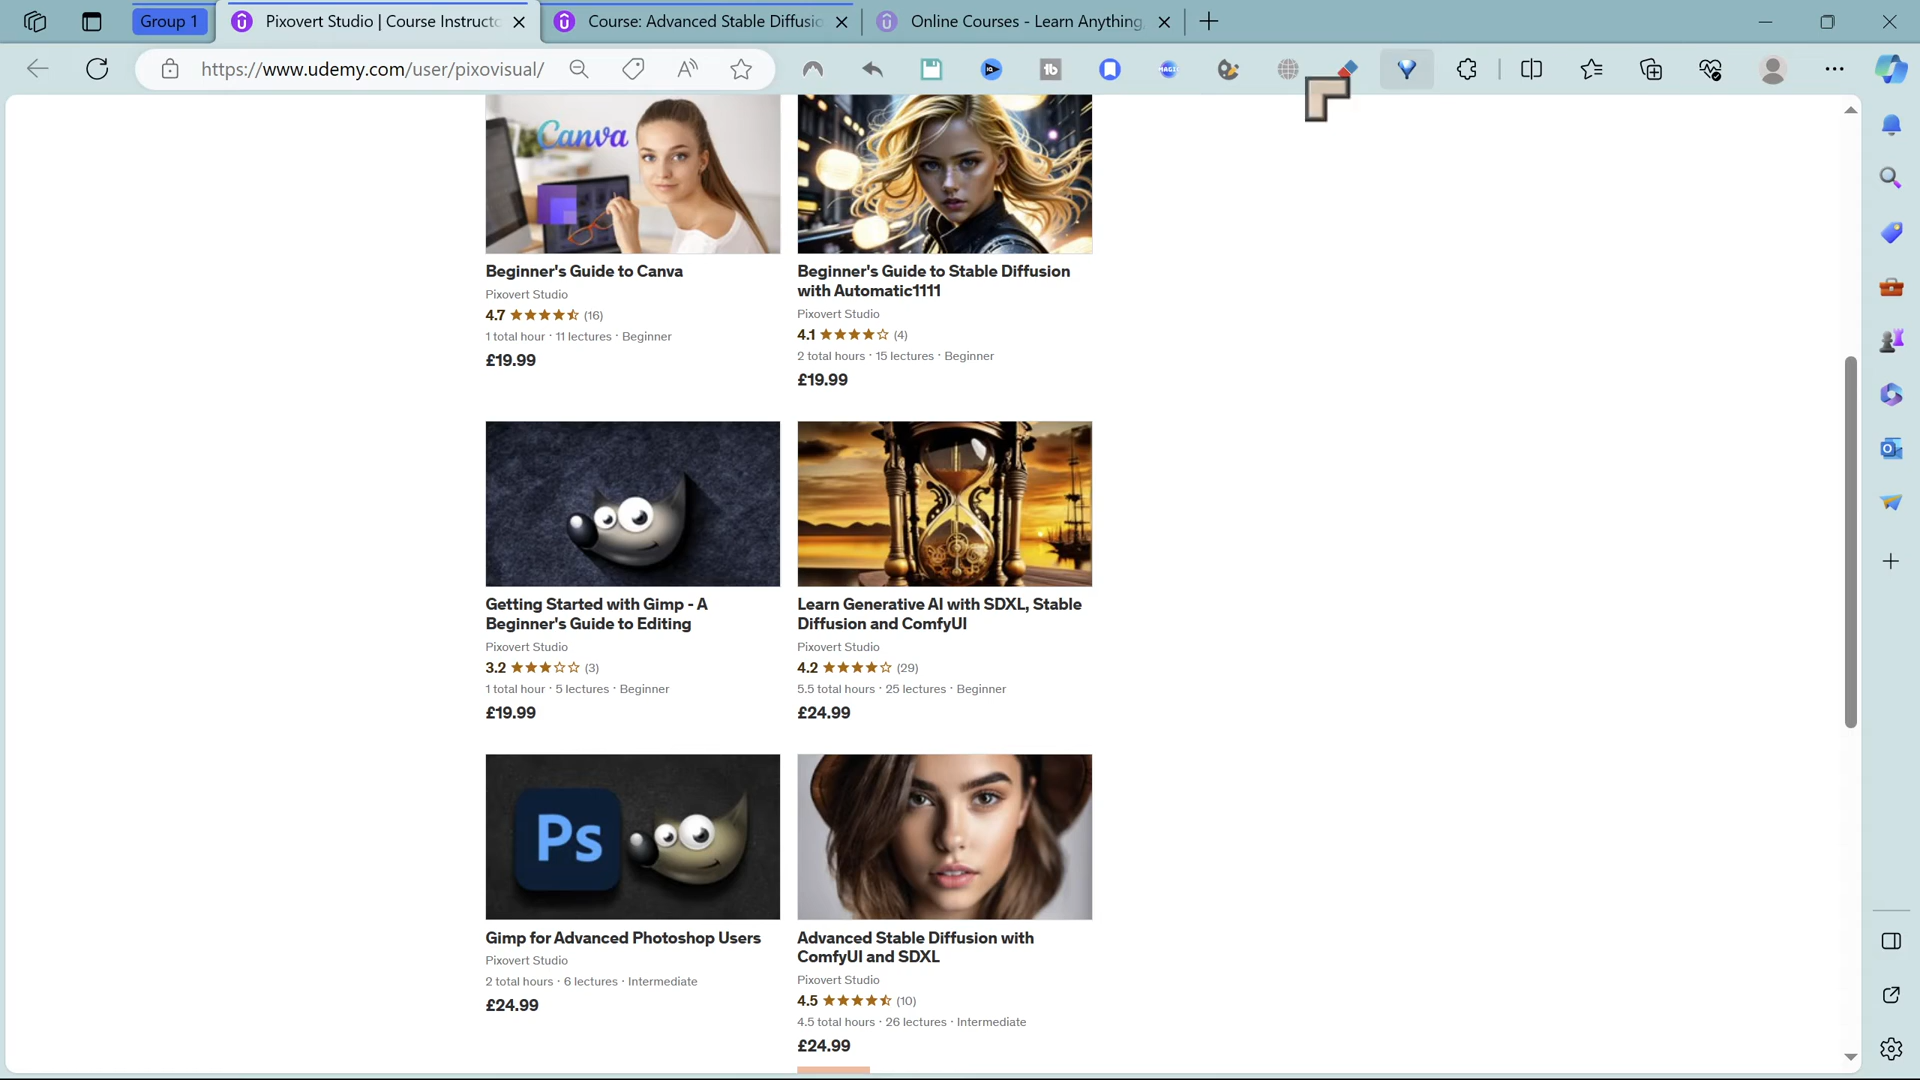 Group 1
Pixovert Studio | Course Instructo
Course: Advanced Stable Diffusio
Online Courses - Learn Anything,
https://www.udemy.com/user/pixovisual/
Canva
Beginner's Guide to Canva
Pixovert Studio
4.7 (16)
1 total hour · 11 lectures · Beginner
£19.99
Beginner's Guide to Stable Diffusion
with Automatic1111
Pixovert Studio
4.1 (4)
2 total hours · 15 lectures · Beginner
£19.99
Getting Started with Gimp - A
Beginner's Guide to Editing
Pixovert Studio
3.2 (3)
1 total hour · 5 lectures · Beginner
£19.99
Learn Generative AI with SDXL, Stable
Diffusion and ComfyUI
Pixovert Studio
4.2 (29)
5.5 total hours · 25 lectures · Beginner
£24.99
Ps
Gimp for Advanced Photoshop Users
Pixovert Studio
2 total hours · 6 lectures · Intermediate
£24.99
Advanced Stable Diffusion with
ComfyUI and SDXL
Pixovert Studio
4.5 (10)
4.5 total hours · 26 lectures · Intermediate
£24.99